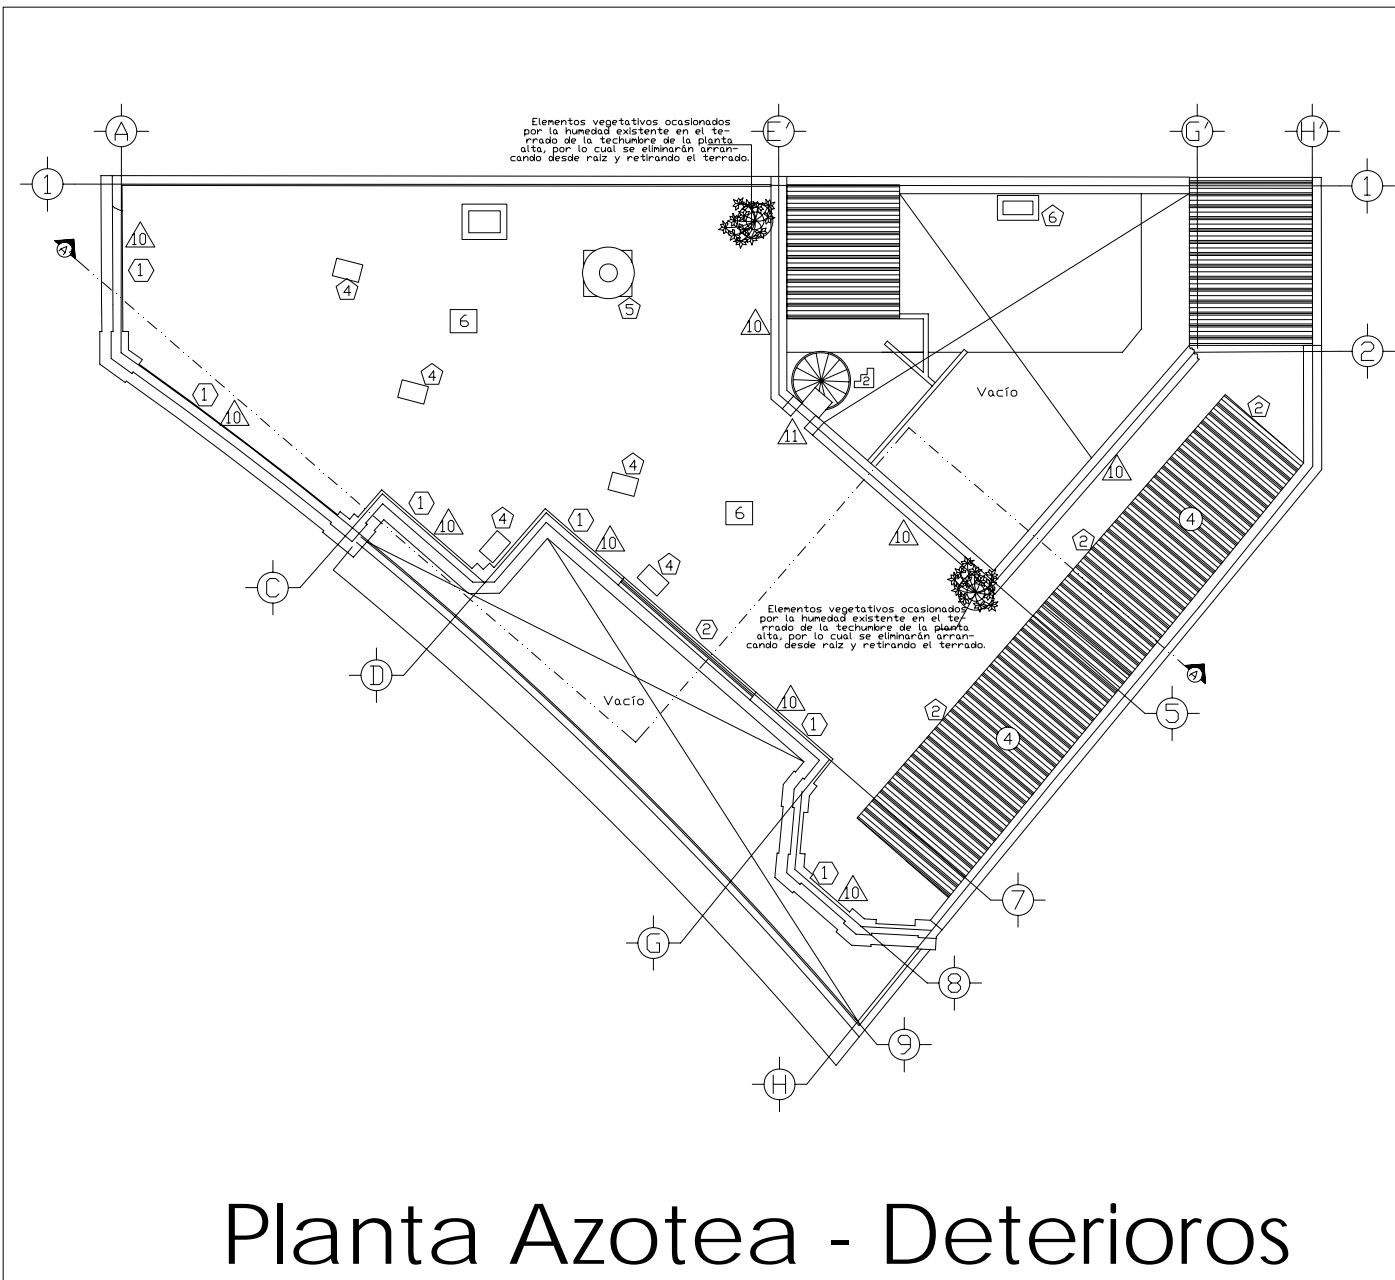 Elementos vegetativos ocasionados
por la humedad existente en el te-
rrado de la techumbre de la planta
alta, por lo cual se eliminarán arran-
cando desde raiz y retirando el terrado.
A
E'
G'
H'
1
1
10
6
1
4
5
6
10
2
4
2
Vacío
1
10
2
11
4
10
1
4
1
4
6
10
10
10
2
4
4
C
Elementos vegetativos ocasionados
por la humedad existente en el te-
rrado de la techumbre de la planta
alta, por lo cual se eliminarán arran-
cando desde raiz y retirando el terrado.
2
D
A
A
Vacío
10
1
2
5
4
1
10
7
G
8
9
H
Planta Azotea - Deterioros